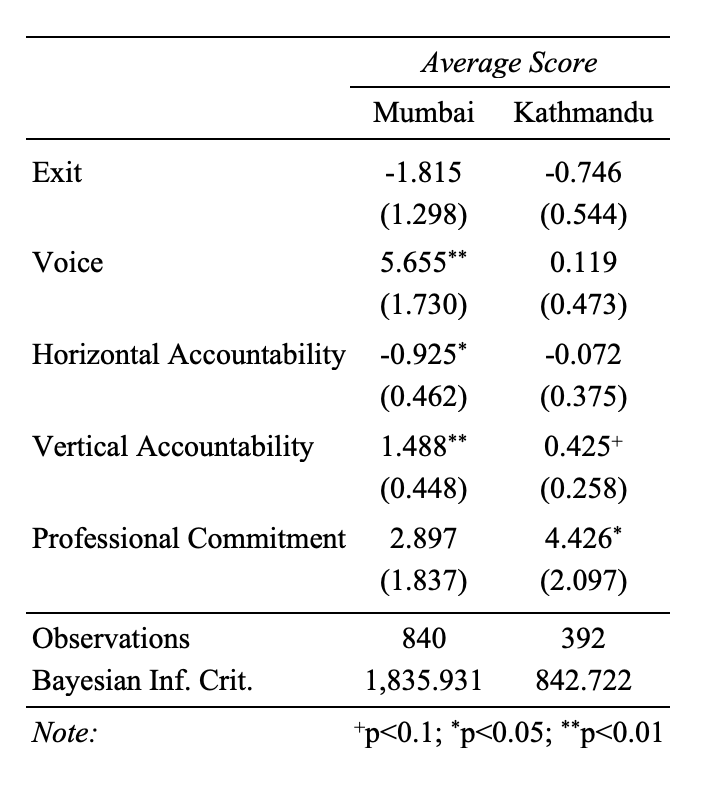 Average Score
Mumbai Kathmandu
Exit -1.815 -0.746
(1.298) (0.544)
Voice 5.655** 0.119
(1.730) (0.473)
Horizontal Accountability -0.925* -0.072
(0.462) (0.375)
Vertical Accountability 1.488** 0.425+
(0.448) (0.258)
Professional Commitment 2.897 4.426*
(1.837) (2.097)
Observations 840 392
Bayesian Inf. Crit. 1,835.931 842.722
Note: +p<0.1; *p<0.05; **p<0.01